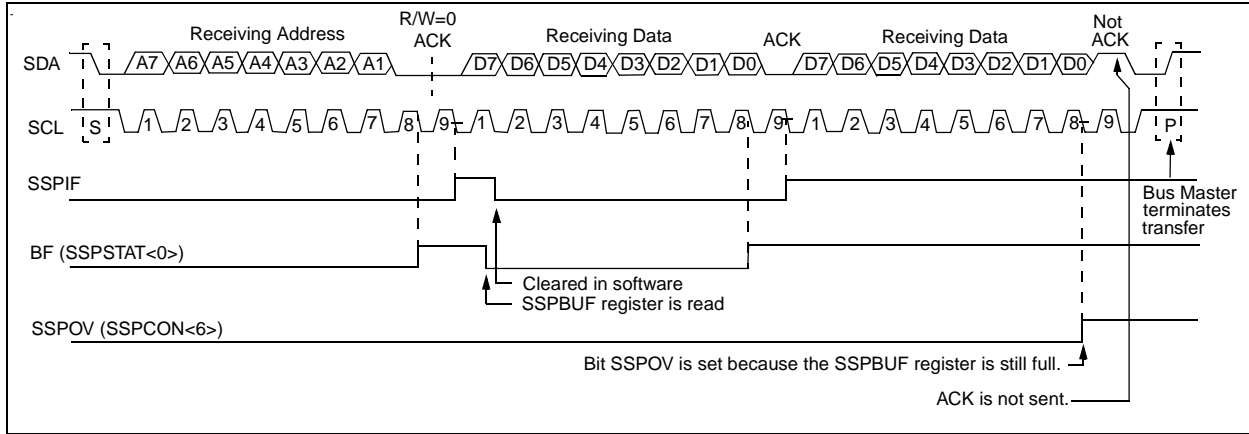 R/W=0
Receiving Address ACK Receiving Data ACK Receiving Data Not ACK
SDA A7 A6 A5 A4 A3 A2 A1 D7 D6 D5 D4 D3 D2 D1 D0 D7 D6 D5 D4 D3 D2 D1 D0
SCL S 1 2 3 4 5 6 7 8 9 1 2 3 4 5 6 7 8 9 1 2 3 4 5 6 7 8 9 P
SSPIF
Bus Master
terminates
transfer
BF (SSPSTAT<0>)
Cleared in software
SSPBUF register is read
SSPOV (SSPCON<6>)
Bit SSPOV is set because the SSPBUF register is still full.
ACK is not sent.